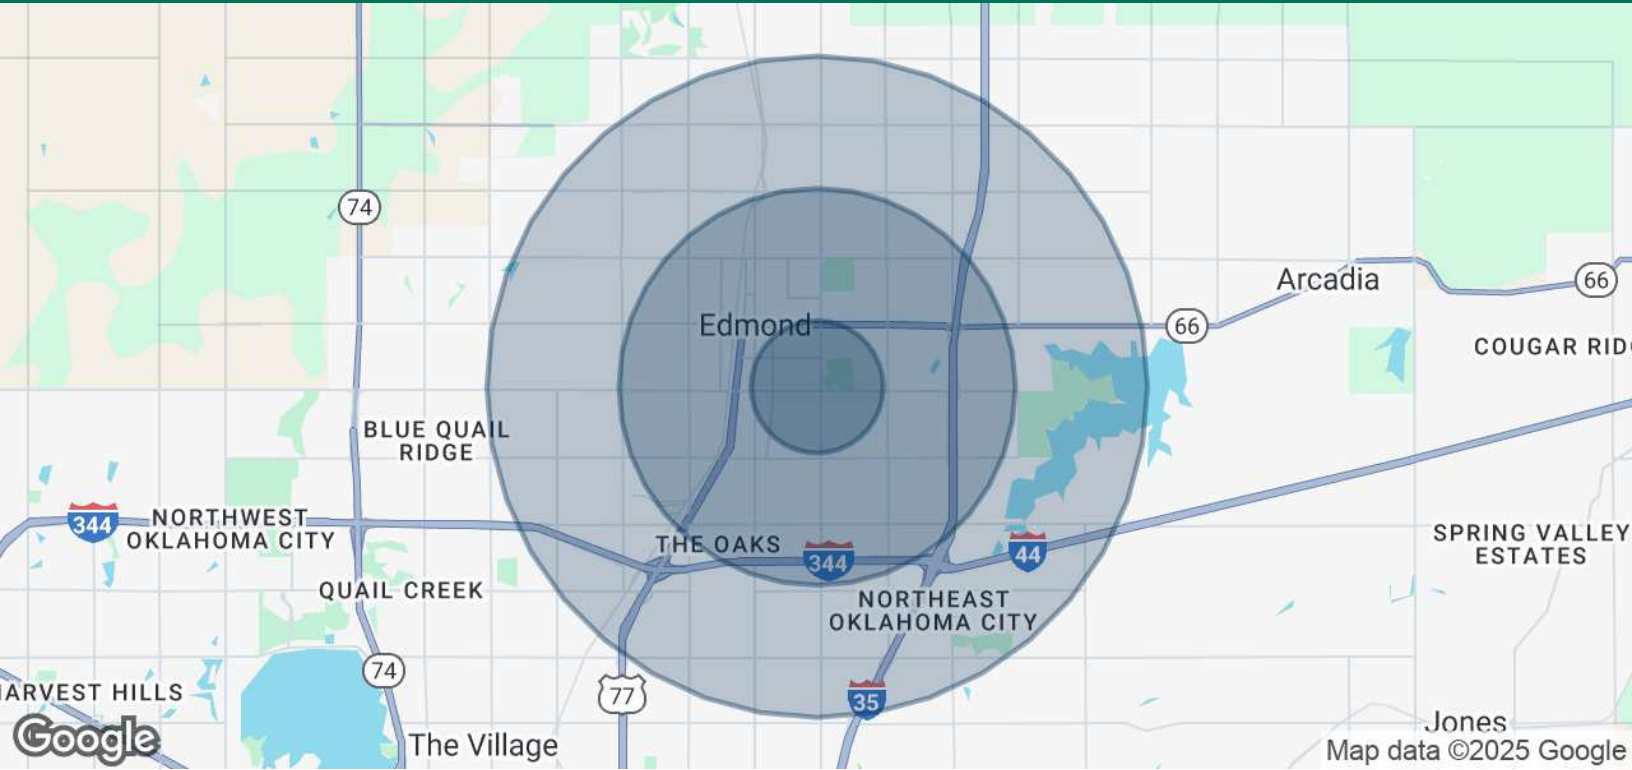 74
Edmond
Arcadia
66
66
COUGAR RID
BLUE QUAIL
RIDGE
344
NORTHWEST
OKLAHOMA CITY
THE OAKS
344
44
SPRING VALLEY
ESTATES
QUAIL CREEK
NORTHEAST
OKLAHOMA CITY
74
ARVEST HILLS
77
35
Jones
Google
The Village
Map data ©2025 Google